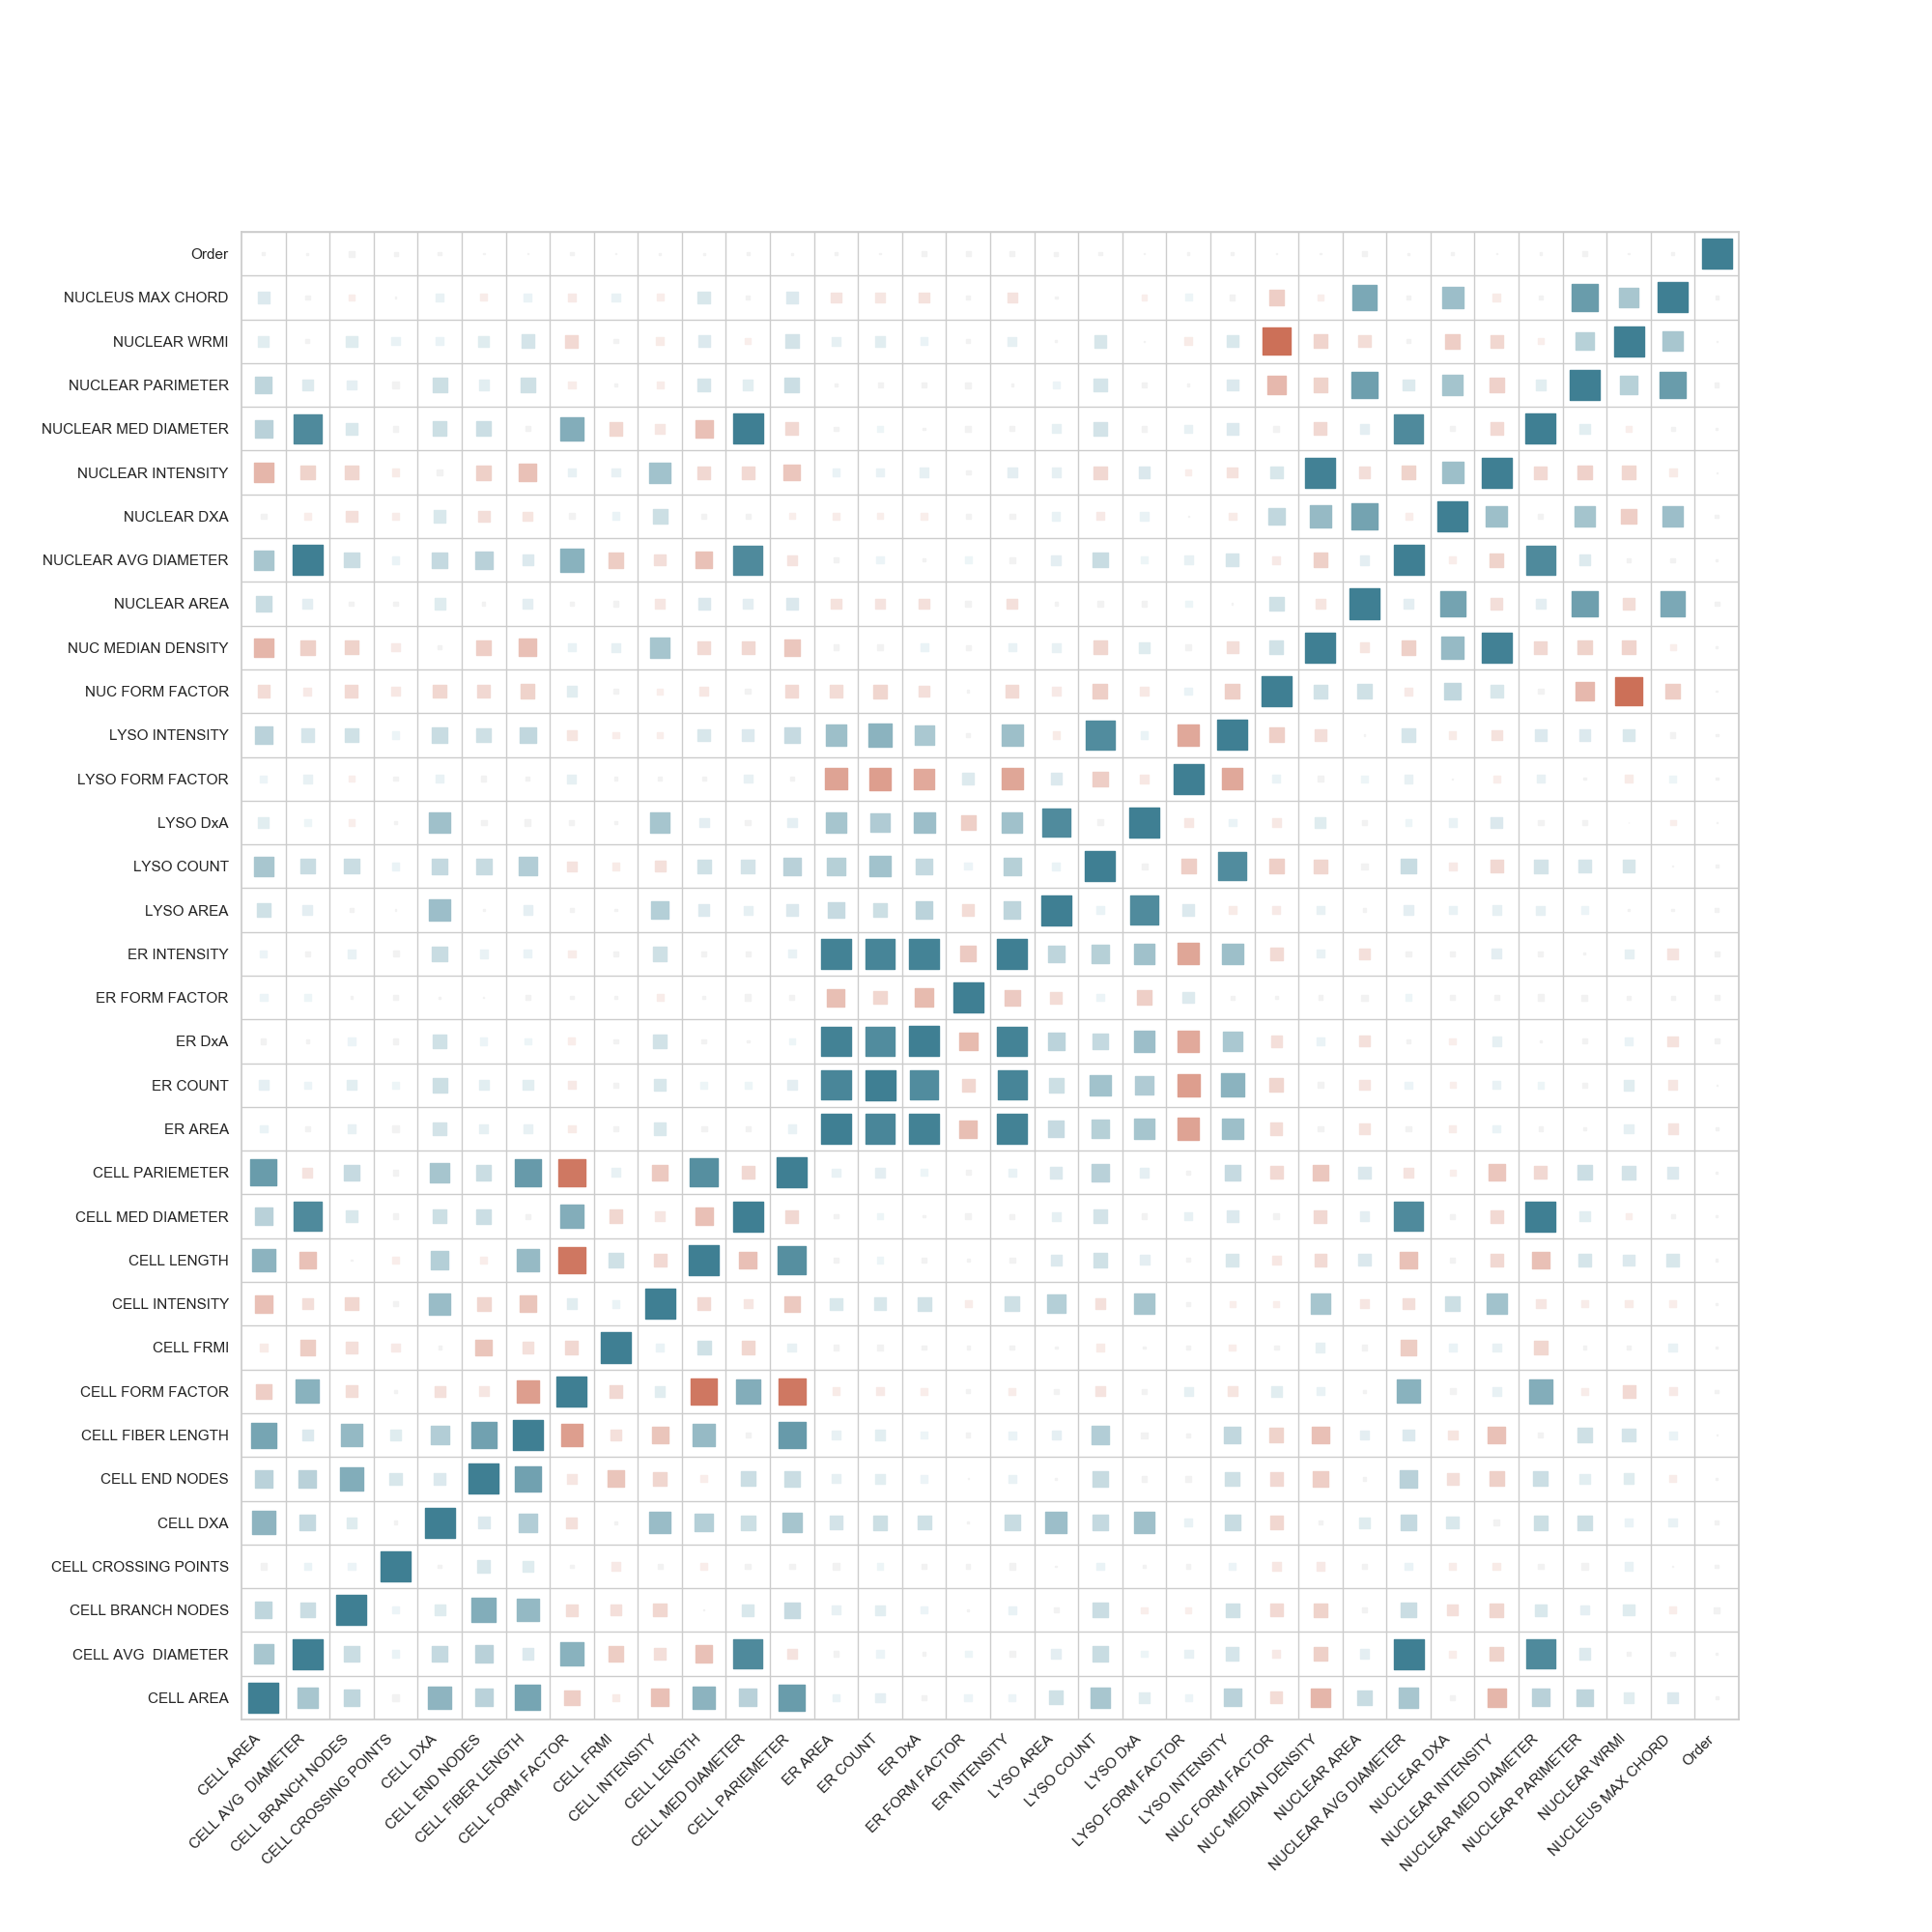 Order
NUCLEUS MAX CHORD
NUCLEAR WRMI
NUCLEAR PARIMETER
NUCLEAR MED DIAMETER
NUCLEAR INTENSITY
NUCLEAR DXA
NUCLEAR AVG DIAMETER
NUCLEAR AREA
NUC MEDIAN DENSITY
NUC FORM FACTOR
LYSO INTENSITY
LYSO FORM FACTOR
LYSO DxA
LYSO COUNT
LYSO AREA
ER INTENSITY
ER FORM FACTOR
ER DxA
ER COUNT
ER AREA
CELL PARIEMETER
CELL MED DIAMETER
CELL LENGTH
CELL INTENSITY
CELL FRMI
CELL FORM FACTOR
CELL FIBER LENGTH
CELL END NODES
CELL DXA
CELL CROSSING POINTS
CELL BRANCH NODES
CELL AVG  DIAMETER
CELL AREA
CELL AREA
CELL AVG  DIAMETER
CELL BRANCH NODES
CELL CROSSING POINTS
CELL DXA
CELL END NODES
CELL FIBER LENGTH
CELL FORM FACTOR
CELL FRMI
CELL INTENSITY
CELL LENGTH
CELL MED DIAMETER
CELL PARIEMETER
ER AREA
ER COUNT
ER DxA
ER FORM FACTOR
ER INTENSITY
LYSO AREA
LYSO COUNT
LYSO DxA
LYSO FORM FACTOR
LYSO INTENSITY
NUC FORM FACTOR
NUC MEDIAN DENSITY
NUCLEAR AREA
NUCLEAR AVG DIAMETER
NUCLEAR DXA
NUCLEAR INTENSITY
NUCLEAR MED DIAMETER
NUCLEAR PARIMETER
NUCLEAR WRMI
NUCLEUS MAX CHORD
Order